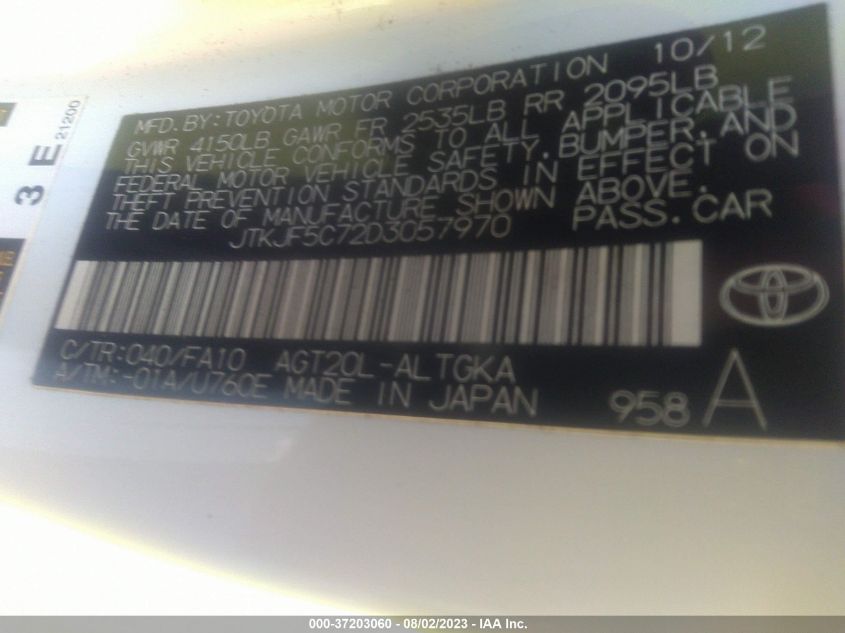 3 E
21200
MFD.BY:TOYOTA MOTOR CORPORATION 10/12
GVWR 4150LB GAWR FR 2535LB RR 2095LB
THIS VEHICLE CONFORMS TO ALL APPLICABLE
FEDERAL MOTOR VEHICLE SAFETY,BUMPER,AND
THEFT PREVENTION STANDARDS IN EFFECT ON
THE DATE OF MANUFACTURE SHOWN ABOVE.
JTKJF5C72D3057970 PASS.CAR
C/TR:040/FA10 AGT20L-ALTGKA
A/TM:-01A/U760E MADE IN JAPAN
958 A
000-37203060 - 08/02/2023 - IAA Inc.